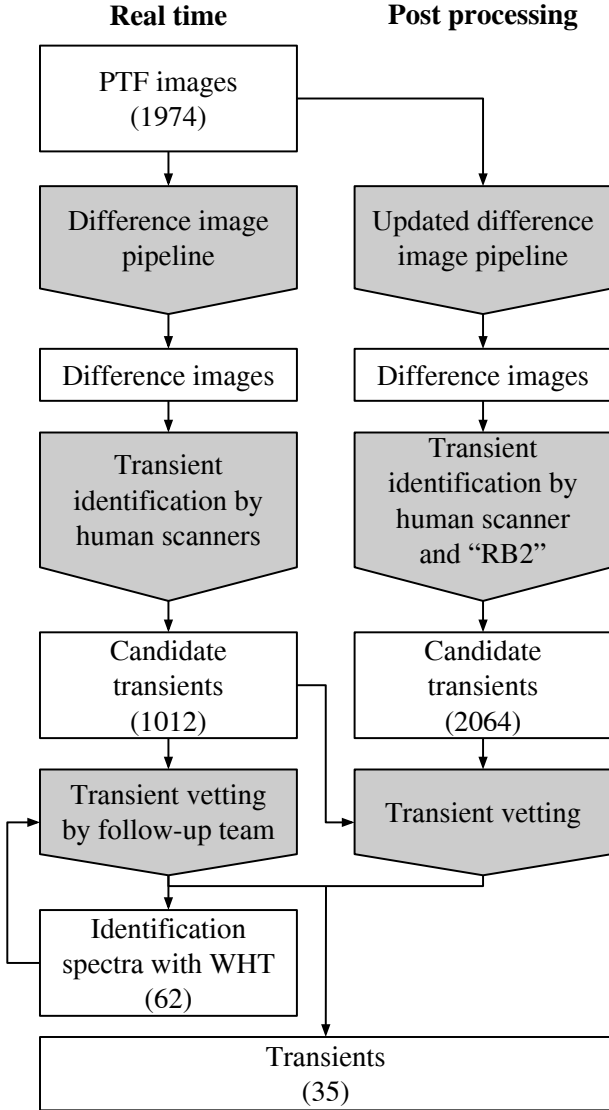 Real time
Post processing
PTF images
(1974)
Difference image
pipeline
Updated difference
image pipeline
Difference images
Difference images
Transient
identification by
human scanners
Transient
identification by
human scanner
and “RB2”
Candidate
transients
(1012)
Candidate
transients
(2064)
Transient vetting
by follow-up team
Transient vetting
Identification
spectra with WHT
(62)
Transients
(35)